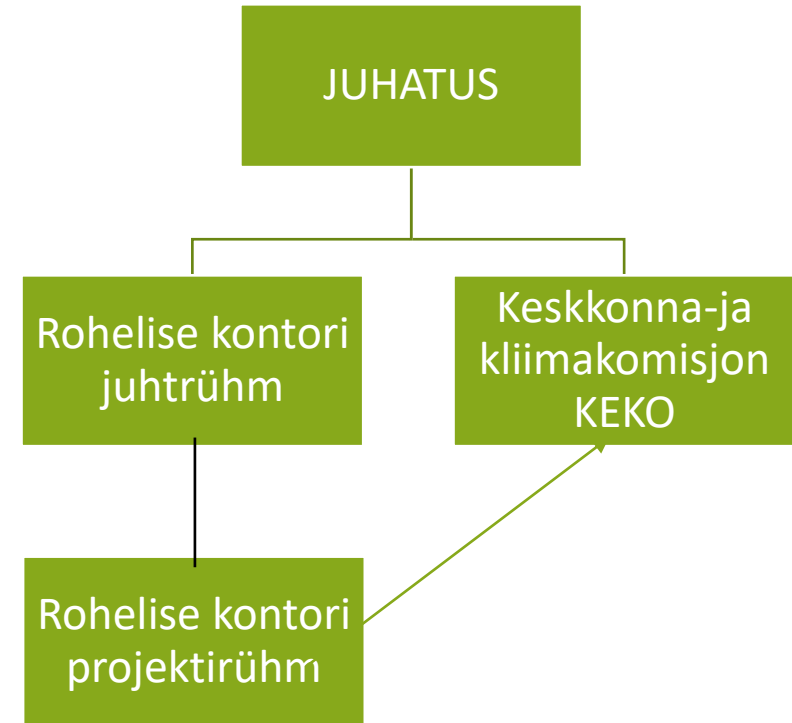 JUHATUS
Rohelise kontori
juhtrühm
Keskkonna-ja
kliimakomisjon
KEKO
Rohelise kontori
projektirühm